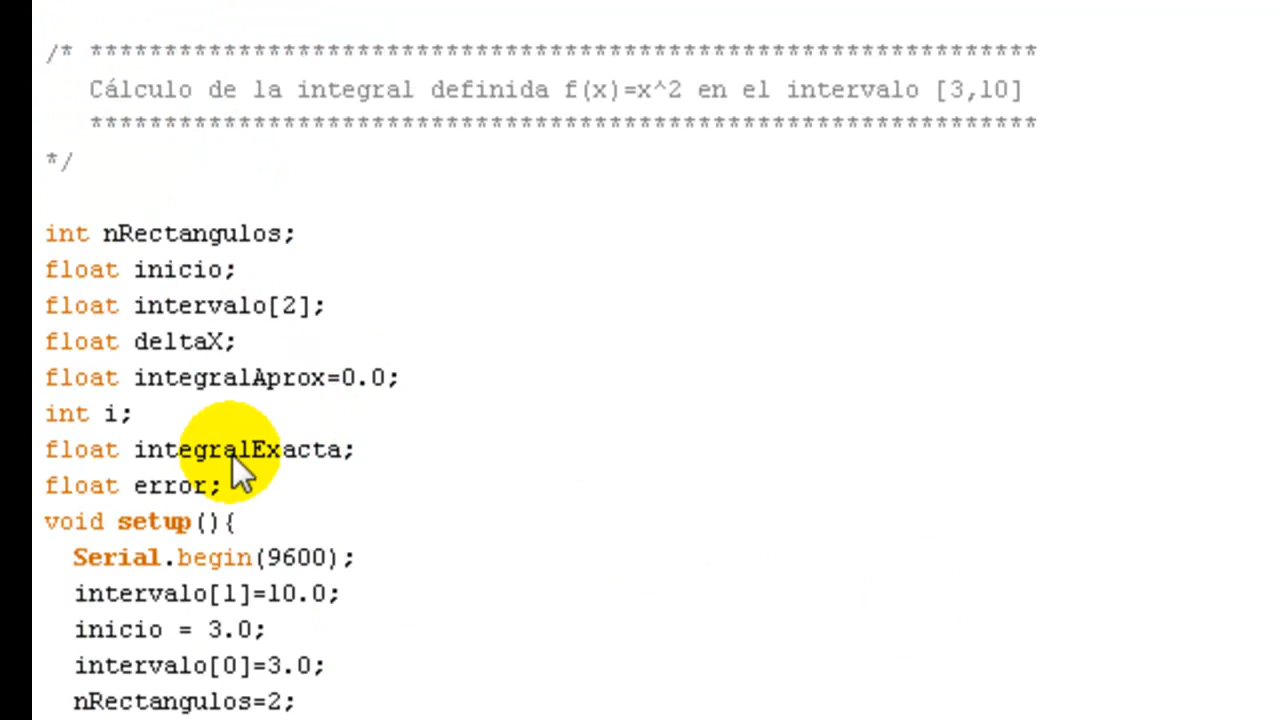 /* ****************************************************************
Cálculo de la integral definida f(x)=x^2 en el intervalo [3,10]
****************************************************************
*/
int nRectangulos;
float inicio;
float intervalo[2];
float deltaX;
float integralAprox=0.0;
int i;
float integralExacta;
float error;
void setup(){
Serial.begin(9600);
intervalo[1]=10.0;
inicio = 3.0;
intervalo[0]=3.0;
nRectangulos=2;